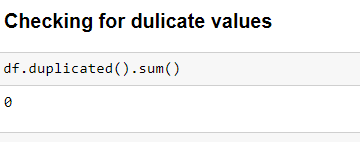 Checking for dulicate values
df.duplicated().sum()
0